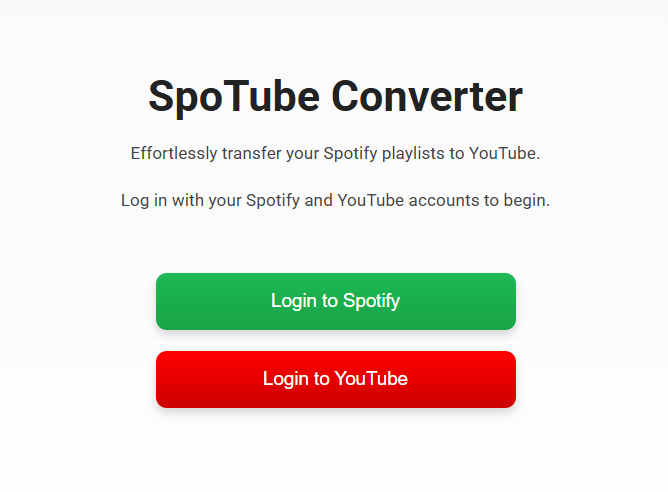 SpoTube Converter
Effortlessly transfer your Spotify playlists to YouTube.
Log in with your Spotify and YouTube accounts to begin.
Login to Spotify
Login to YouTube